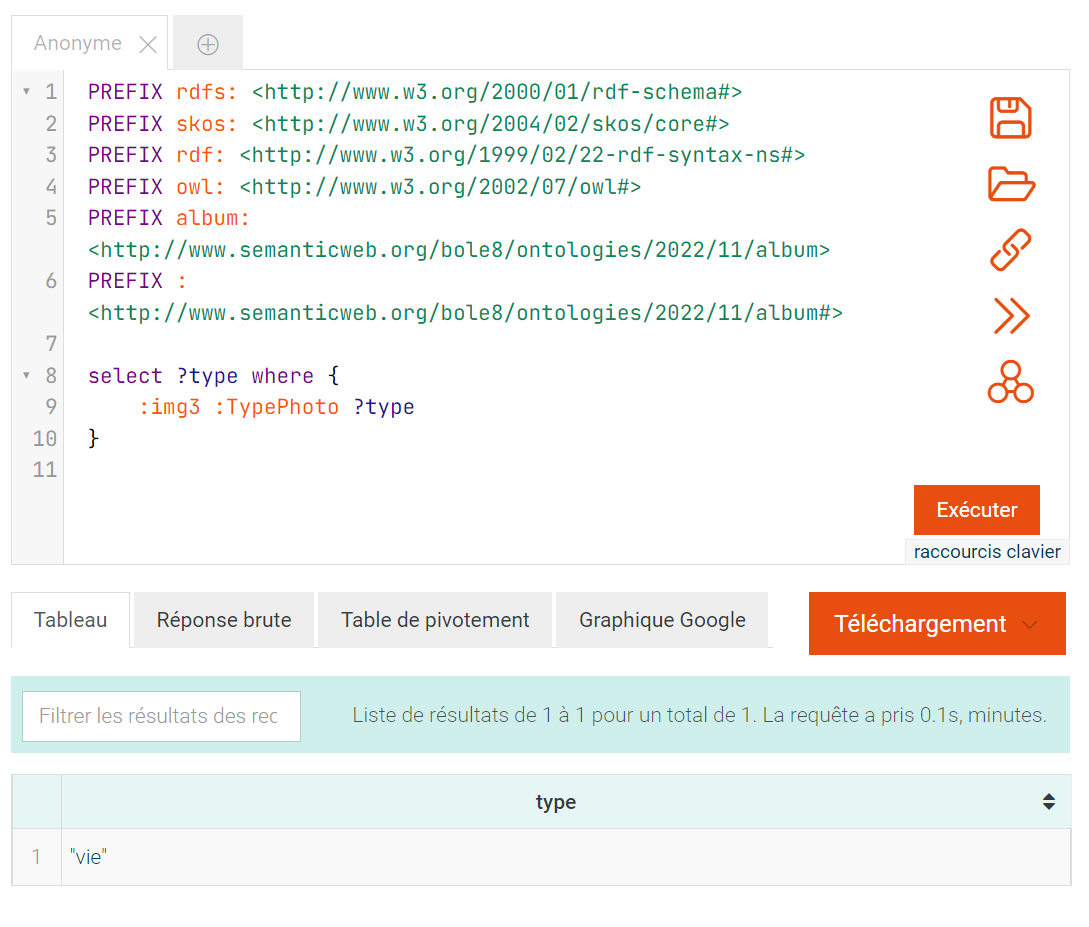 Anonyme
1 PREFIX rdfs: <http://www.w3.org/2000/01/rdf-schema#>
2 PREFIX skos: <http://www.w3.org/2004/02/skos/core#>
3 PREFIX rdf: <http://www.w3.org/1999/02/22-rdf-syntax-ns#>
4 PREFIX owl: <http://www.w3.org/2002/07/owl#>
5 PREFIX album:
<http://www.semanticweb.org/bole8/ontologies/2022/11/album>
6 PREFIX :
<http://www.semanticweb.org/bole8/ontologies/2022/11/album#>
7
8 select ?type where {
9 :img3 :TypePhoto ?type
10 }
11
Exécuter
raccourcis clavier
Tableau Réponse brute Table de pivotement Graphique Google Téléchargement
Filtrer les résultats des rec Liste de résultats de 1 à 1 pour un total de 1. La requête a pris 0.1s, minutes.
type
1 "vie"